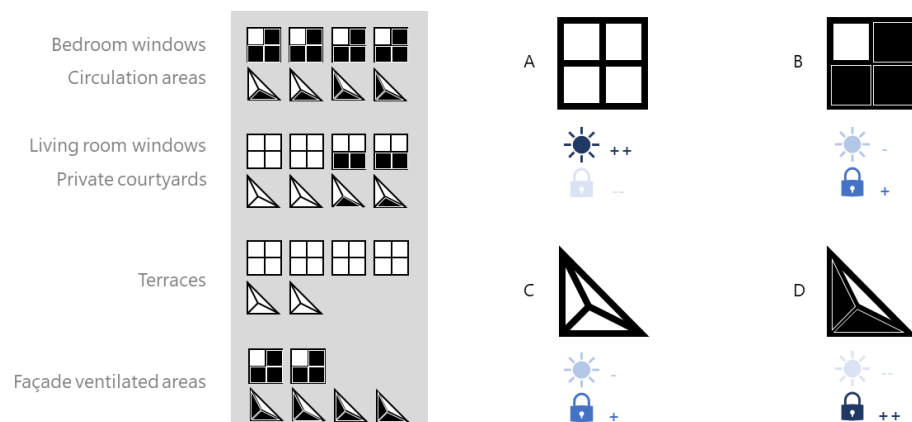 Bedroom windows
Circulation areas
Living room windows
Private courtyards
Terraces
Façade ventilated areas
A
++
--
B
-
+
C
-
+
D
--
++